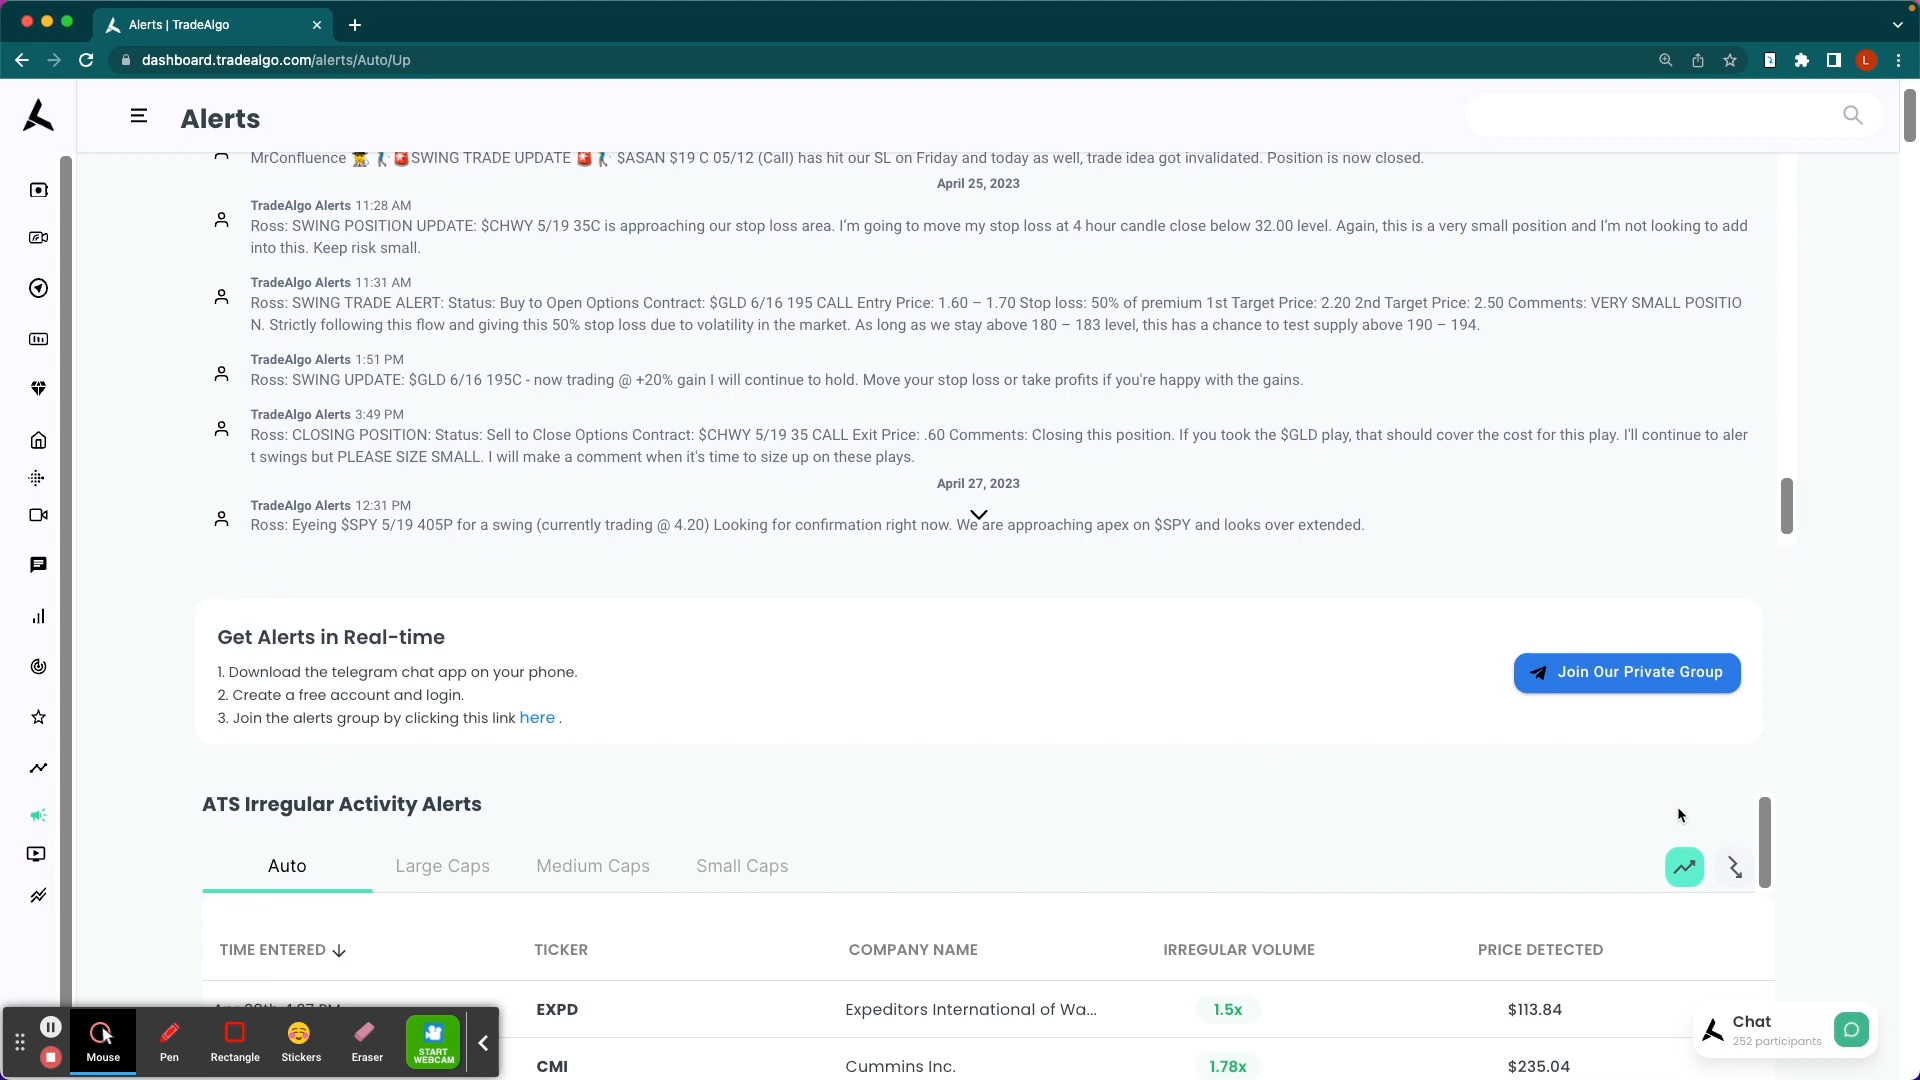 Alerts | TradeAlgo
dashboard.tradealgo.com/alerts/Auto/Up
L
Alerts
MrConfluence 🕵️ 🏌️🚨SWING TRADE UPDATE 🚨🏌️ $ASAN $19 C 05/12 (Call) has hit our SL on Friday and today as well, trade idea got invalidated. Position is now closed.
April 25, 2023
TradeAlgo Alerts 11:28 AM
Ross: SWING POSITION UPDATE: $CHWY 5/19 35C is approaching our stop loss area. I'm going to move my stop loss at 4 hour candle close below 32.00 level. Again, this is a very small position and I'm not looking to add
into this. Keep risk small.
TradeAlgo Alerts 11:31 AM
Ross: SWING TRADE ALERT: Status: Buy to Open Options Contract: $GLD 6/16 195 CALL Entry Price: 1.60 – 1.70 Stop loss: 50% of premium 1st Target Price: 2.20 2nd Target Price: 2.50 Comments: VERY SMALL POSITIO
N. Strictly following this flow and giving this 50% stop loss due to volatility in the market. As long as we stay above 180 – 183 level, this has a chance to test supply above 190 – 194.
TradeAlgo Alerts 1:51 PM
Ross: SWING UPDATE: $GLD 6/16 195C - now trading @ +20% gain I will continue to hold. Move your stop loss or take profits if you're happy with the gains.
TradeAlgo Alerts 3:49 PM
Ross: CLOSING POSITION: Status: Sell to Close Options Contract: $CHWY 5/19 35 CALL Exit Price: .60 Comments: Closing this position. If you took the $GLD play, that should cover the cost for this play. I'll continue to aler
t swings but PLEASE SIZE SMALL. I will make a comment when it's time to size up on these plays.
April 27, 2023
TradeAlgo Alerts 12:31 PM
Ross: Eyeing $SPY 5/19 405P for a swing (currently trading @ 4.20) Looking for confirmation right now. We are approaching apex on $SPY and looks over extended.
Get Alerts in Real-time
1. Download the telegram chat app on your phone.
2. Create a free account and login.
3. Join the alerts group by clicking this link here .
Join Our Private Group
ATS Irregular Activity Alerts
Auto Large Caps Medium Caps Small Caps
TIME ENTERED TICKER COMPANY NAME IRREGULAR VOLUME PRICE DETECTED
EXPD Expeditors International of Wa... 1.5x $113.84
CMI Cummins Inc. 1.78x $235.04
Chat
252 participants
Mouse Pen Rectangle Stickers Eraser START WEBCAM